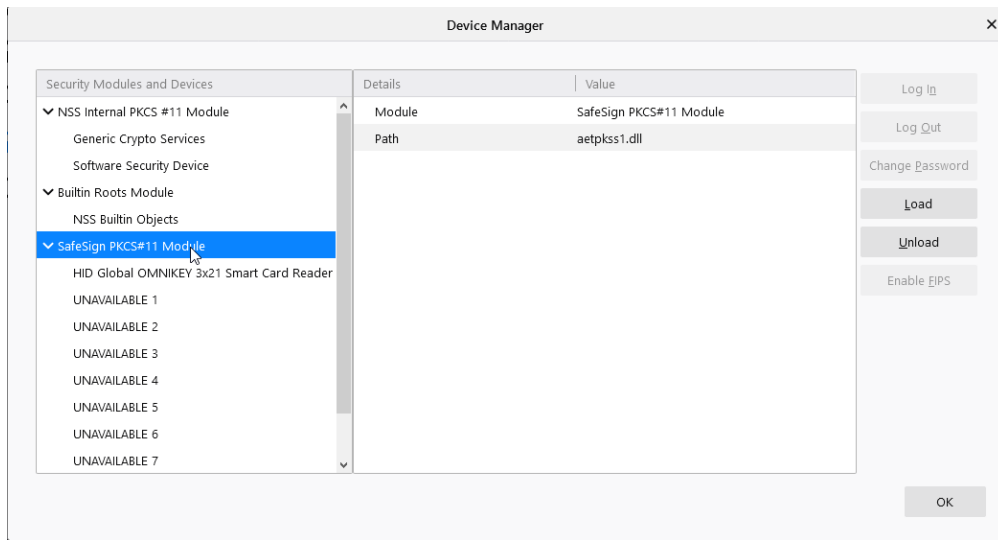 Device Manager
Security Modules and Devices
NSS Internal PKCS #11 Module
Generic Crypto Services
Software Security Device
Builtin Roots Module
NSS Builtin Objects
SafeSign PKCS#11 Module
HID Global OMNIKEY 3x21 Smart Card Reader
UNAVAILABLE 1
UNAVAILABLE 2
UNAVAILABLE 3
UNAVAILABLE 4
UNAVAILABLE 5
UNAVAILABLE 6
UNAVAILABLE 7
Details Value
Module SafeSign PKCS#11 Module
Path aetpkss1.dll
Log In
Log Out
Change Password
Load
Unload
Enable FIPS
OK